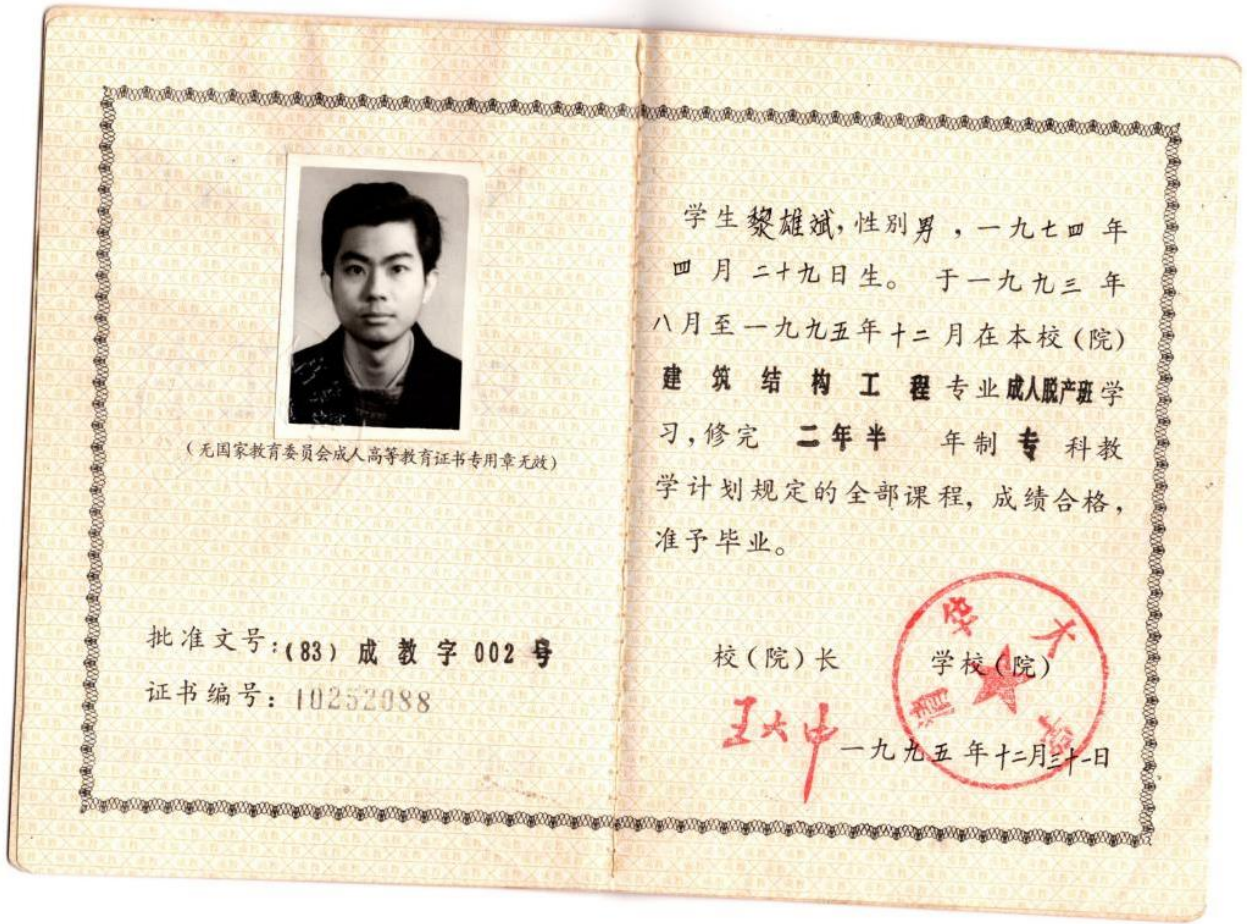 (无国家教育委员会成人高等教育证书专用章无效)
批准文号:(83) 成教字 002 号
证书编号: 10252088
学生黎雄斌,性别男,一九七四年
四月二十九日生。于一九九三年
八月至一九九五年十二月在本校(院)
建筑结构工程专业成人脱产班学
习,修完 二年半 年制 专 科教
学计划规定的全部课程,成绩合格,
准予毕业。
校(院)长 学校(院)
王大中
清华大学
一九九五年十二月三十一日